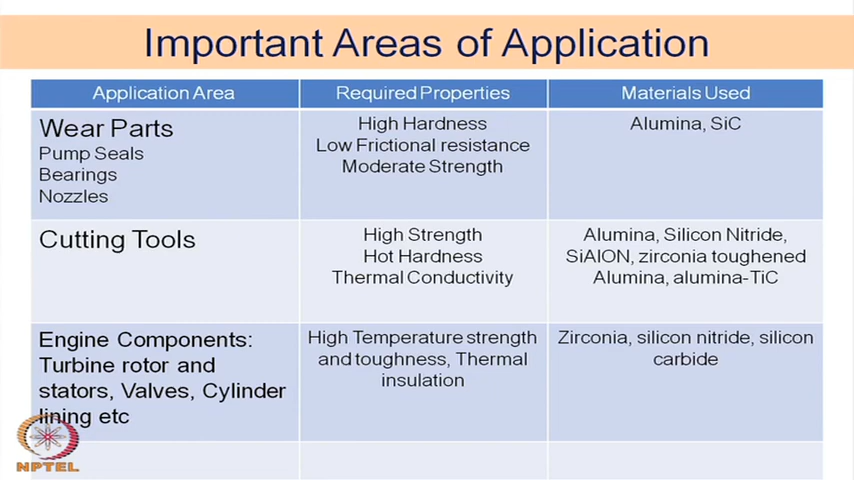 Important Areas of Application
Application Area
Required Properties
Materials Used
Wear Parts
Pump Seals
Bearings
Nozzles
High Hardness
Low Frictional resistance
Moderate Strength
Alumina, SiC
Cutting Tools
High Strength
Hot Hardness
Thermal Conductivity
Alumina, Silicon Nitride,
SiAlON, zirconia toughened
Alumina, alumina-TiC
Engine Components:
Turbine rotor and
stators, Valves, Cylinder
lining etc
High Temperature strength
and toughness, Thermal
insulation
Zirconia, silicon nitride, silicon
carbide
NPTEL